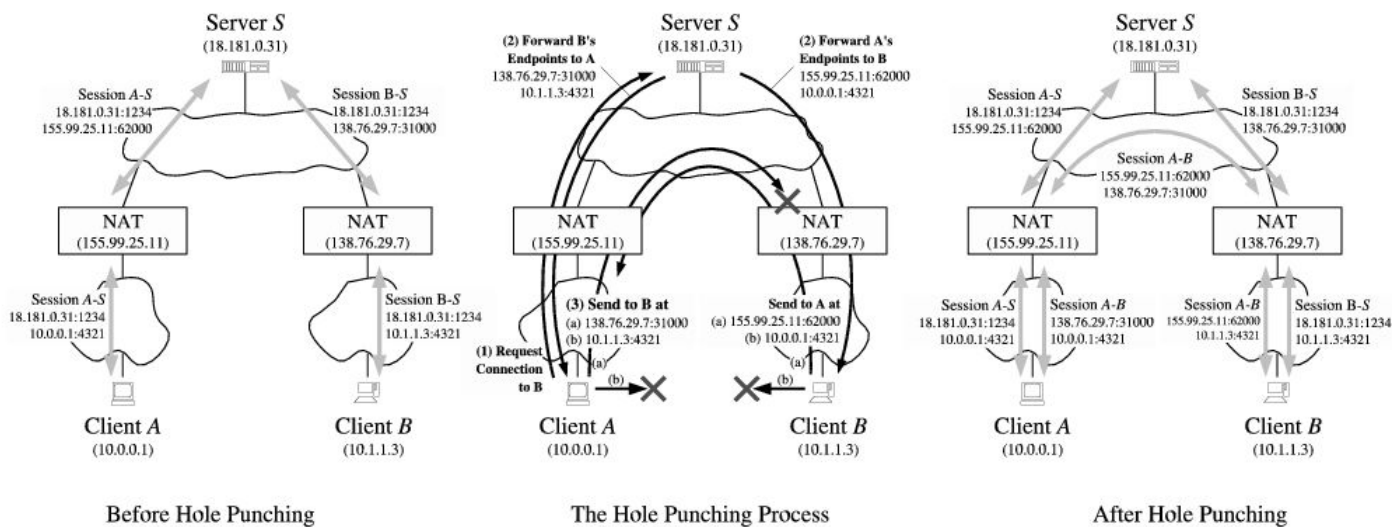 Server S
(18.181.0.31)
Session A-S
18.181.0.31:1234
155.99.25.11:62000
Session B-S
18.181.0.31:1234
138.76.29.7:31000
NAT
(155.99.25.11)
NAT
(138.76.29.7)
Session A-S
18.181.0.31:1234
10.0.0.1:4321
Session B-S
18.181.0.31:1234
10.1.1.3:4321
Client A
(10.0.0.1)
Client B
(10.1.1.3)
Before Hole Punching
(2) Forward B's
Endpoints to A
138.76.29.7:31000
10.1.1.3:4321
Server S
(18.181.0.31)
(2) Forward A's
Endpoints to B
155.99.25.11:62000
10.0.0.1:4321
NAT
(155.99.25.11)
NAT
(138.76.29.7)
(3) Send to B at
(a) 138.76.29.7:31000
(b) 10.1.1.3:4321
Send to A at
(a) 155.99.25.11:62000
(b) 10.0.0.1:4321
(1) Request
Connection
to B
(a)
(b)
(a)
(b)
Client A
(10.0.0.1)
Client B
(10.1.1.3)
The Hole Punching Process
Server S
(18.181.0.31)
Session A-S
18.181.0.31:1234
155.99.25.11:62000
Session B-S
18.181.0.31:1234
138.76.29.7:31000
Session A-B
155.99.25.11:62000
138.76.29.7:31000
NAT
(155.99.25.11)
NAT
(138.76.29.7)
Session A-S
18.181.0.31:1234
10.0.0.1:4321
Session A-B
138.76.29.7:31000
10.0.0.1:4321
Session A-B
155.99.25.11:62000
10.1.1.3:4321
Session B-S
18.181.0.31:1234
10.1.1.3:4321
Client A
(10.0.0.1)
Client B
(10.1.1.3)
After Hole Punching